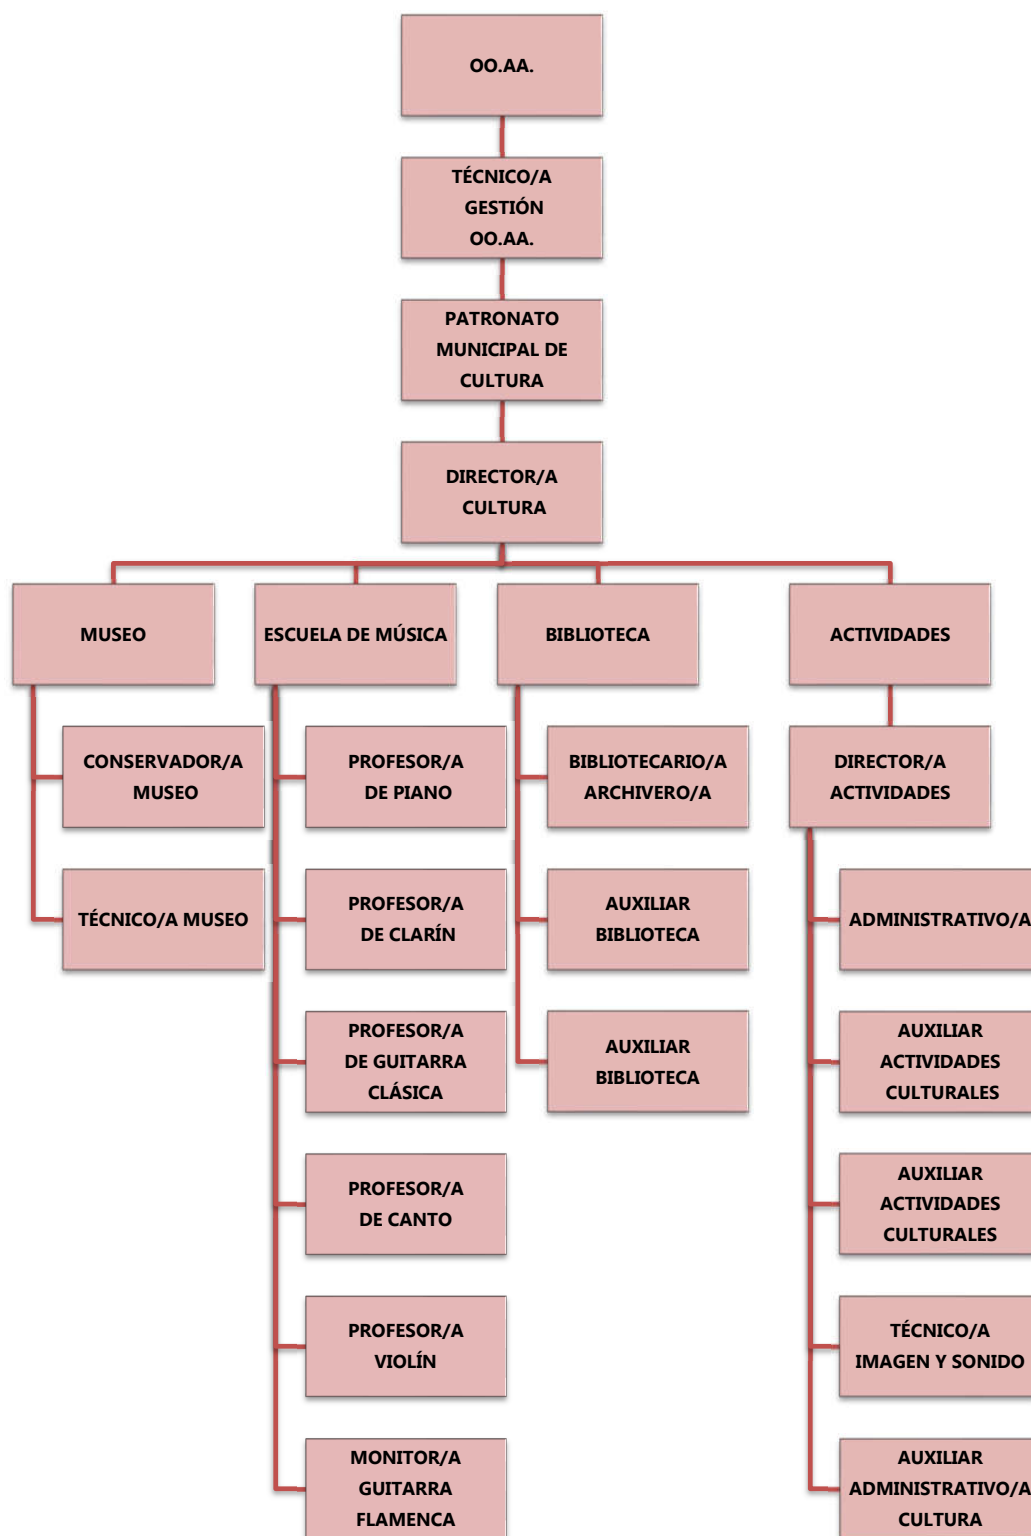 OO.AA.
TÉCNICO/A
GESTIÓN
OO.AA.
PATRONATO
MUNICIPAL DE
CULTURA
DIRECTOR/A
CULTURA
MUSEO
CONSERVADOR/A
MUSEO
TÉCNICO/A MUSEO
ESCUELA DE MÚSICA
PROFESOR/A
DE PIANO
PROFESOR/A
DE CLARÍN
PROFESOR/A
DE GUITARRA
CLÁSICA
PROFESOR/A
DE CANTO
PROFESOR/A
VIOLÍN
MONITOR/A
GUITARRA
FLAMENCA
BIBLIOTECA
BIBLIOTECARIO/A
ARCHIVERO/A
AUXILIAR
BIBLIOTECA
AUXILIAR
BIBLIOTECA
ACTIVIDADES
DIRECTOR/A
ACTIVIDADES
ADMINISTRATIVO/A
AUXILIAR
ACTIVIDADES
CULTURALES
AUXILIAR
ACTIVIDADES
CULTURALES
TÉCNICO/A
IMAGEN Y SONIDO
AUXILIAR
ADMINISTRATIVO/A
CULTURA